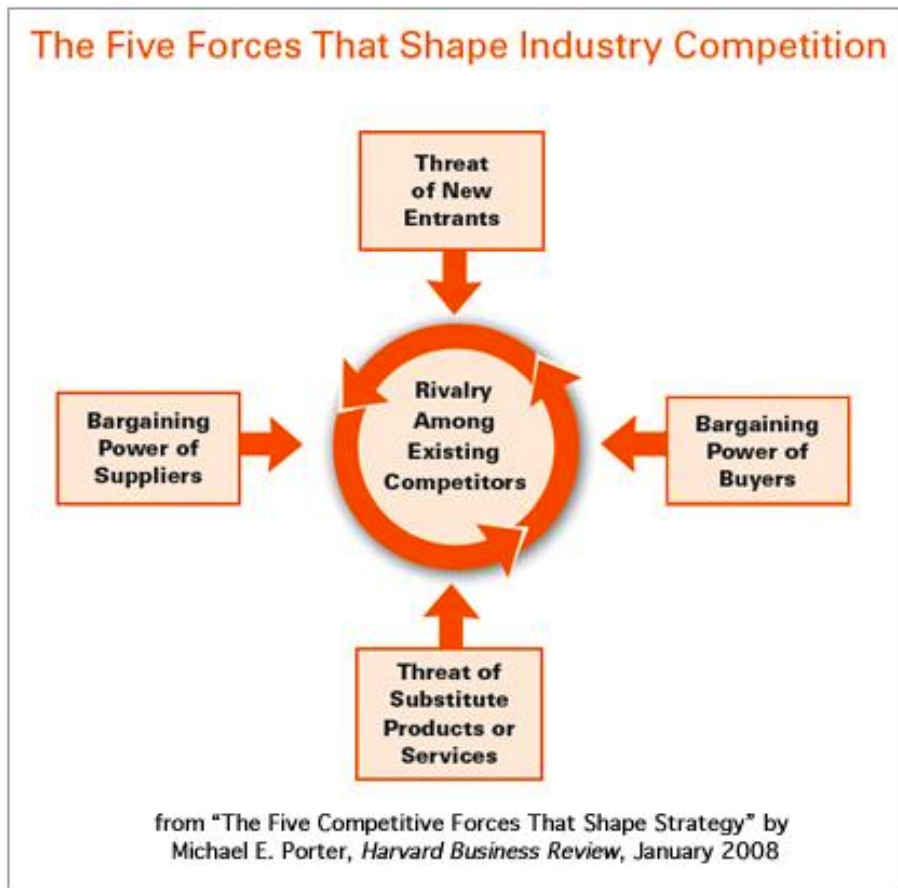 The Five Forces That Shape Industry Competition
Threat
of New
Entrants
Bargaining
Power of
Suppliers
Rivalry
Among
Existing
Competitors
Bargaining
Power of
Buyers
Threat of
Substitute
Products or
Services
from “The Five Competitive Forces That Shape Strategy” by
Michael E. Porter, Harvard Business Review, January 2008